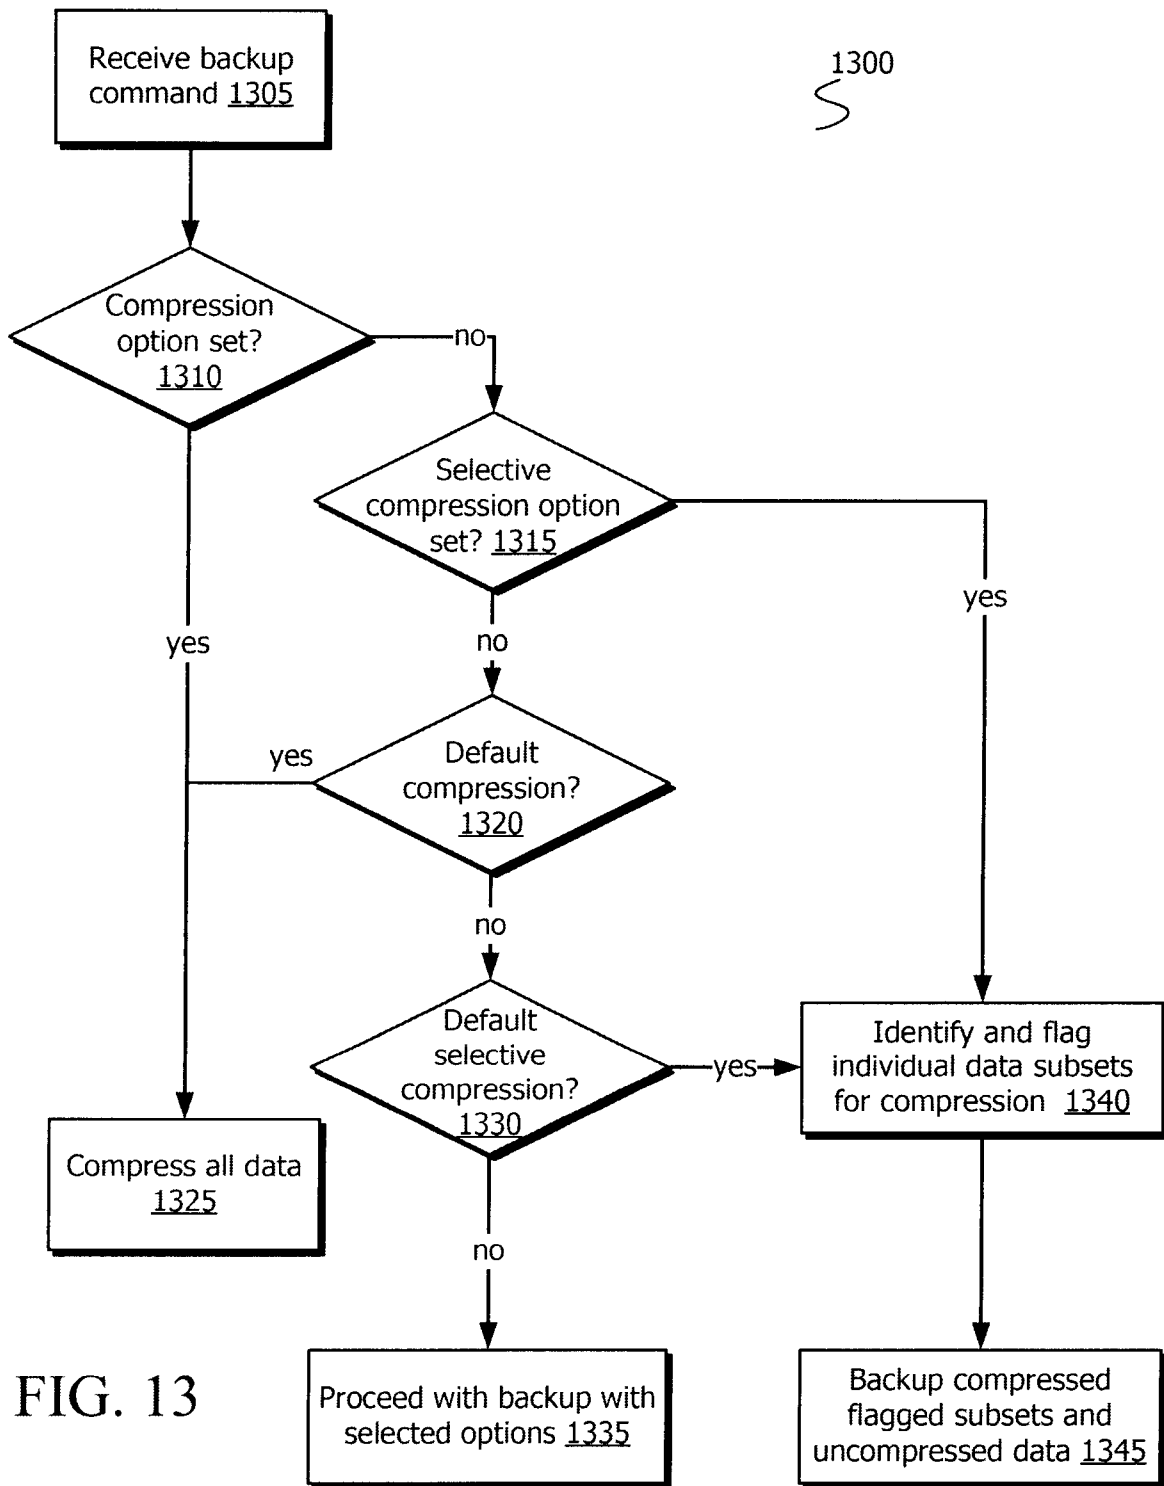 Receive backup
command 1305
1300
Compression
option set?
1310
no
Selective
compression option
set? 1315
yes
yes
no
Default
compression?
1320
yes
no
Default
selective
compression?
1330
yes
Identify and flag
individual data subsets
for compression 1340
Compress all data
1325
no
FIG. 13
Proceed with backup with
selected options 1335
Backup compressed
flagged subsets and
uncompressed data 1345